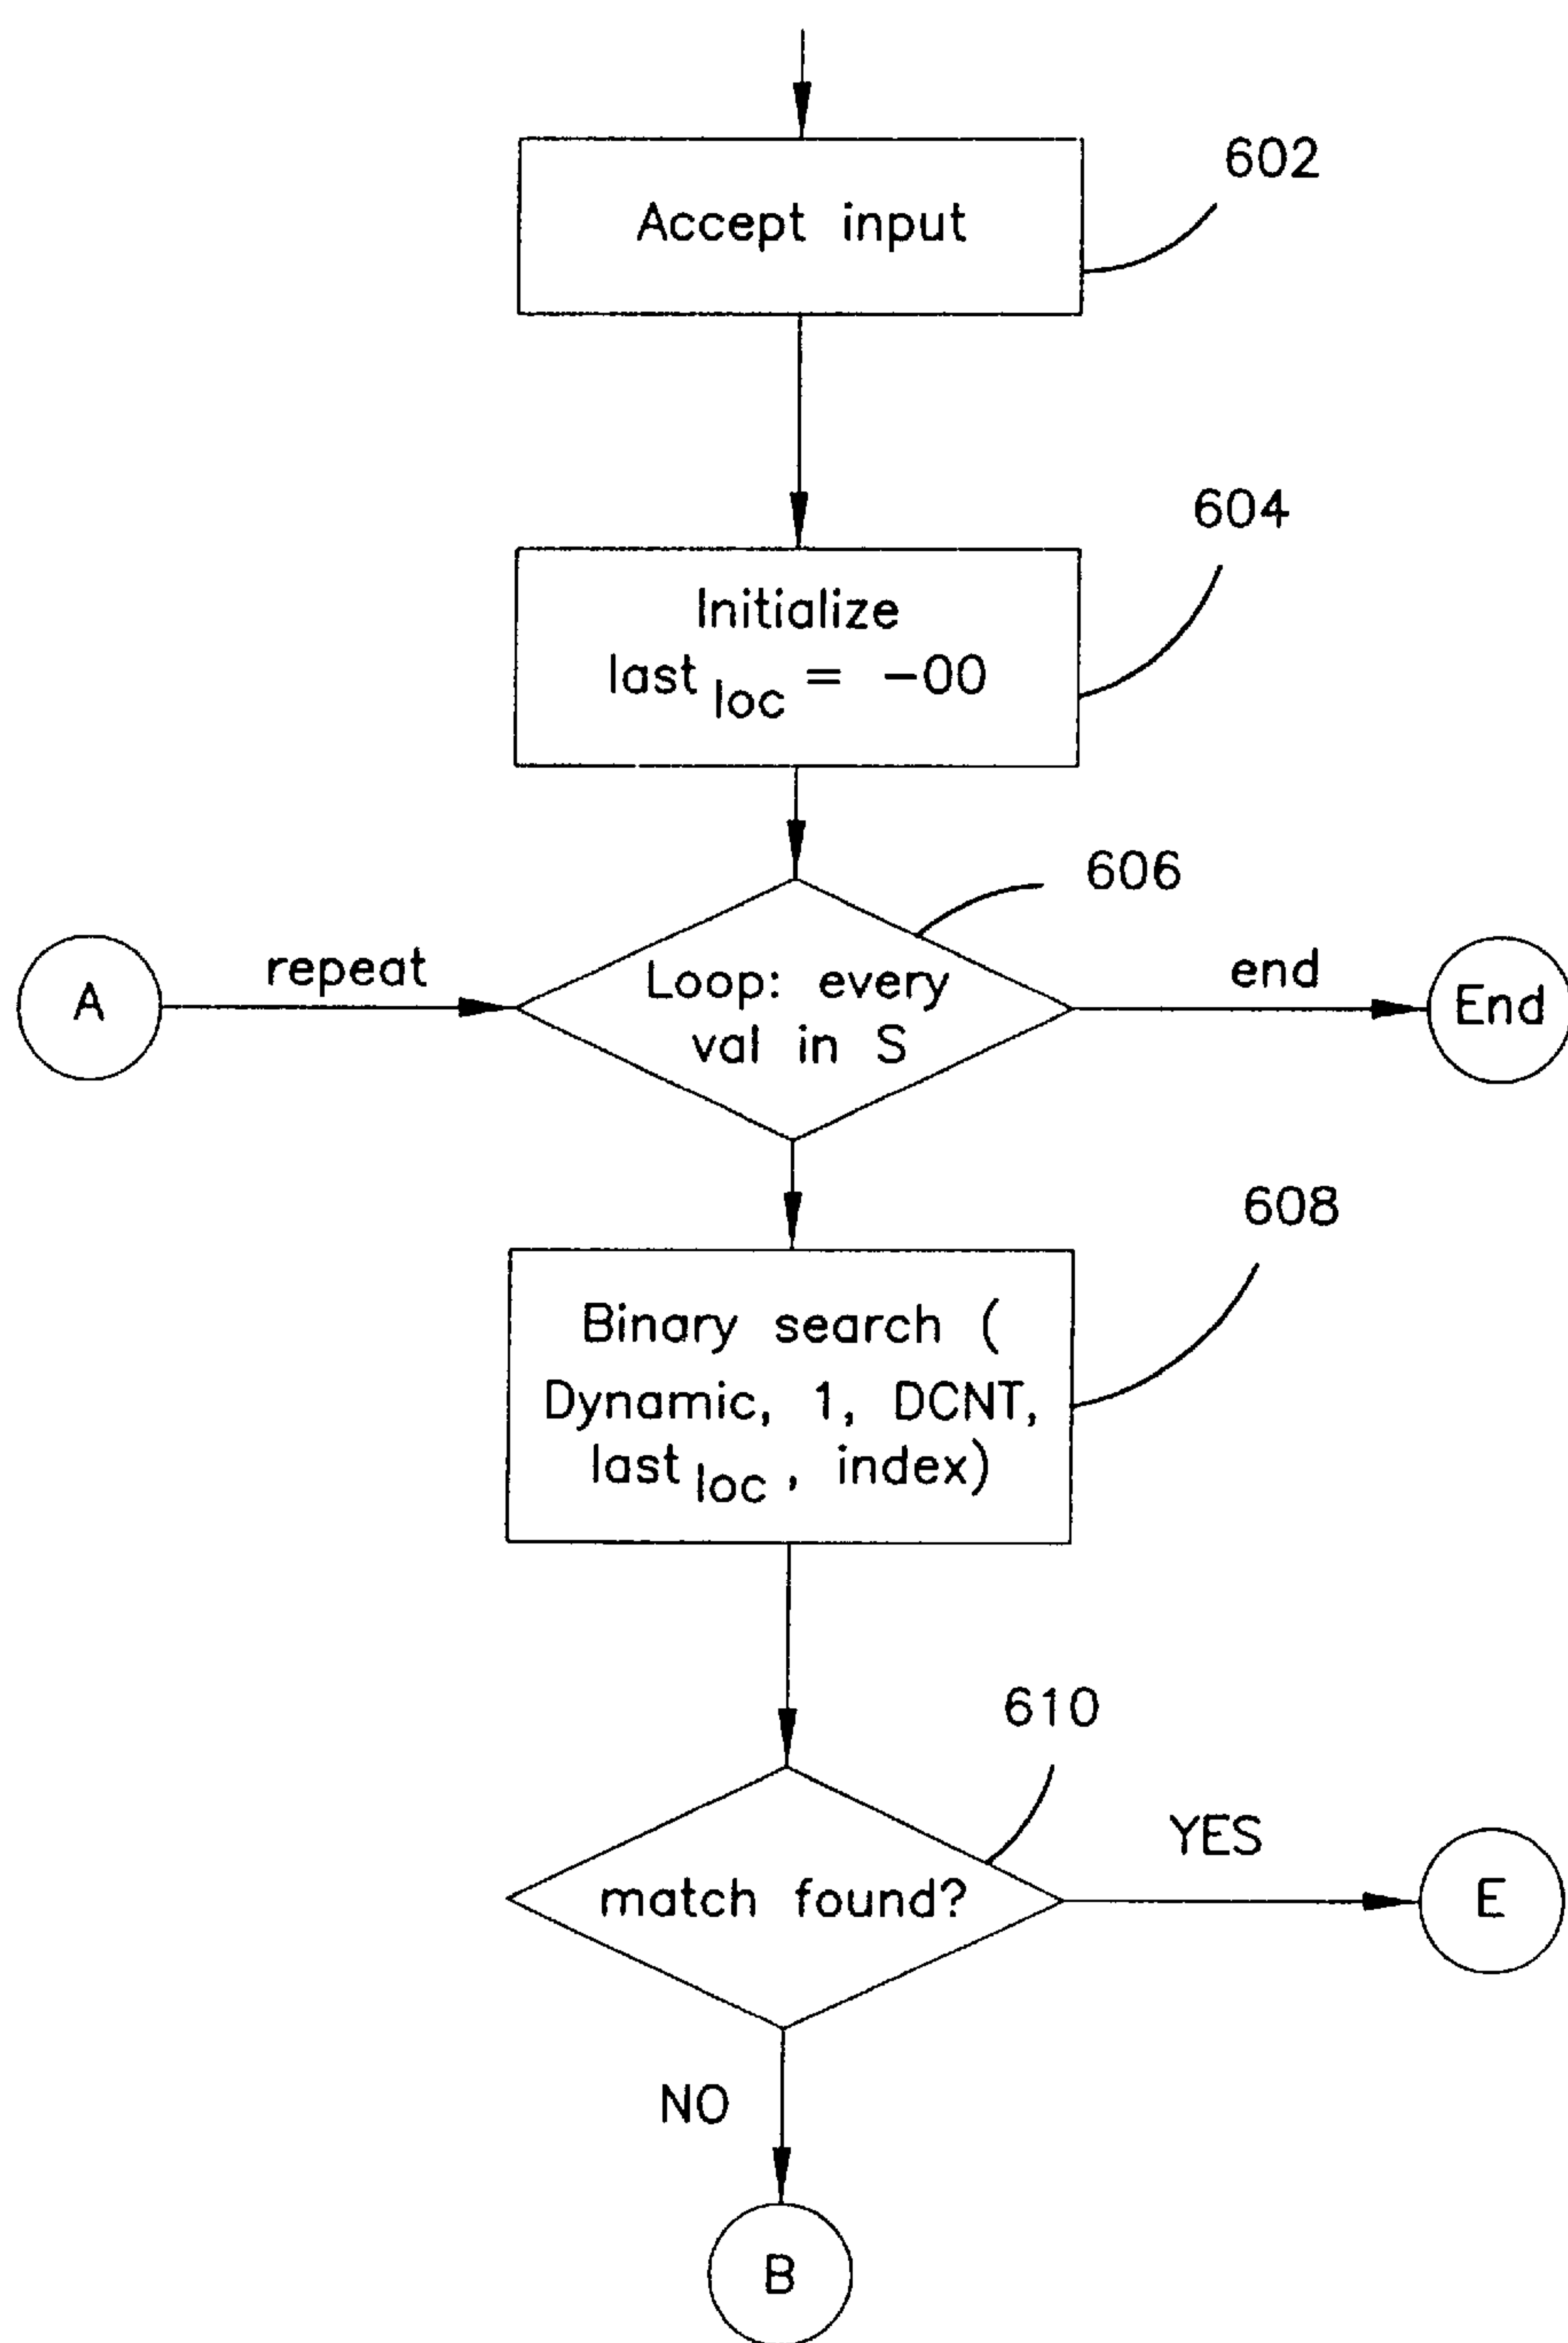 602
Accept input
604
Initialize
last loc = -00
606
A
repeat
Loop: every
val in S
end
End
608
Binary search (
Dynamic, 1, DCNT,
last loc , index)
610
match found?
YES
E
NO
B